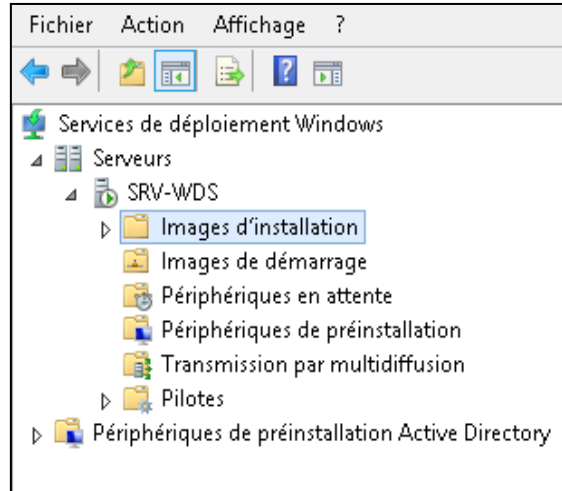 Fichier Action Affichage ?
Services de déploiement Windows
Serveurs
SRV-WDS
Images d'installation
Images de démarrage
Périphériques en attente
Périphériques de préinstallation
Transmission par multidiffusion
Pilotes
Périphériques de préinstallation Active Directory